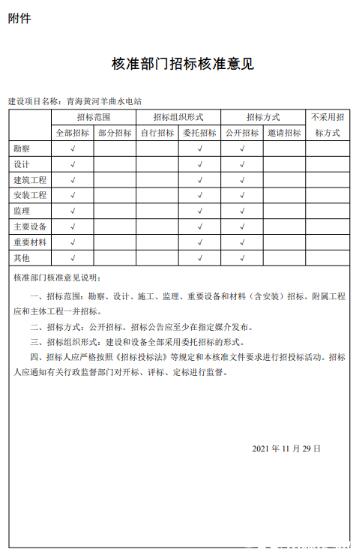 附件
核准部门招标核准意见
建设项目名称：青海黄河羊曲水电站
招标范围 招标组织形式 招标方式 不采用招标方式
全部招标 部分招标 自行招标 委托招标 公开招标 邀请招标
勘察 √ √ √
设计 √ √ √
建筑工程 √ √ √
安装工程 √ √ √
监理 √ √ √
主要设备 √ √ √
重要材料 √ √ √
其他 √ √ √
核准部门核准意见说明：
一、招标范围：勘察、设计、施工、监理、重要设备和材料（含安装）招标。附属工程
应和主体工程一并招标。
二、招标方式：公开招标。招标公告应至少在指定媒介发布。
三、招标组织形式：建设和设备全部采用委托招标的形式。
四、招标人应严格按照《招标投标法》等规定和本核准文件要求进行招投标活动。招标
人应通知有关行政监督部门对开标、评标、定标进行监督。
2021 年 11 月 29 日